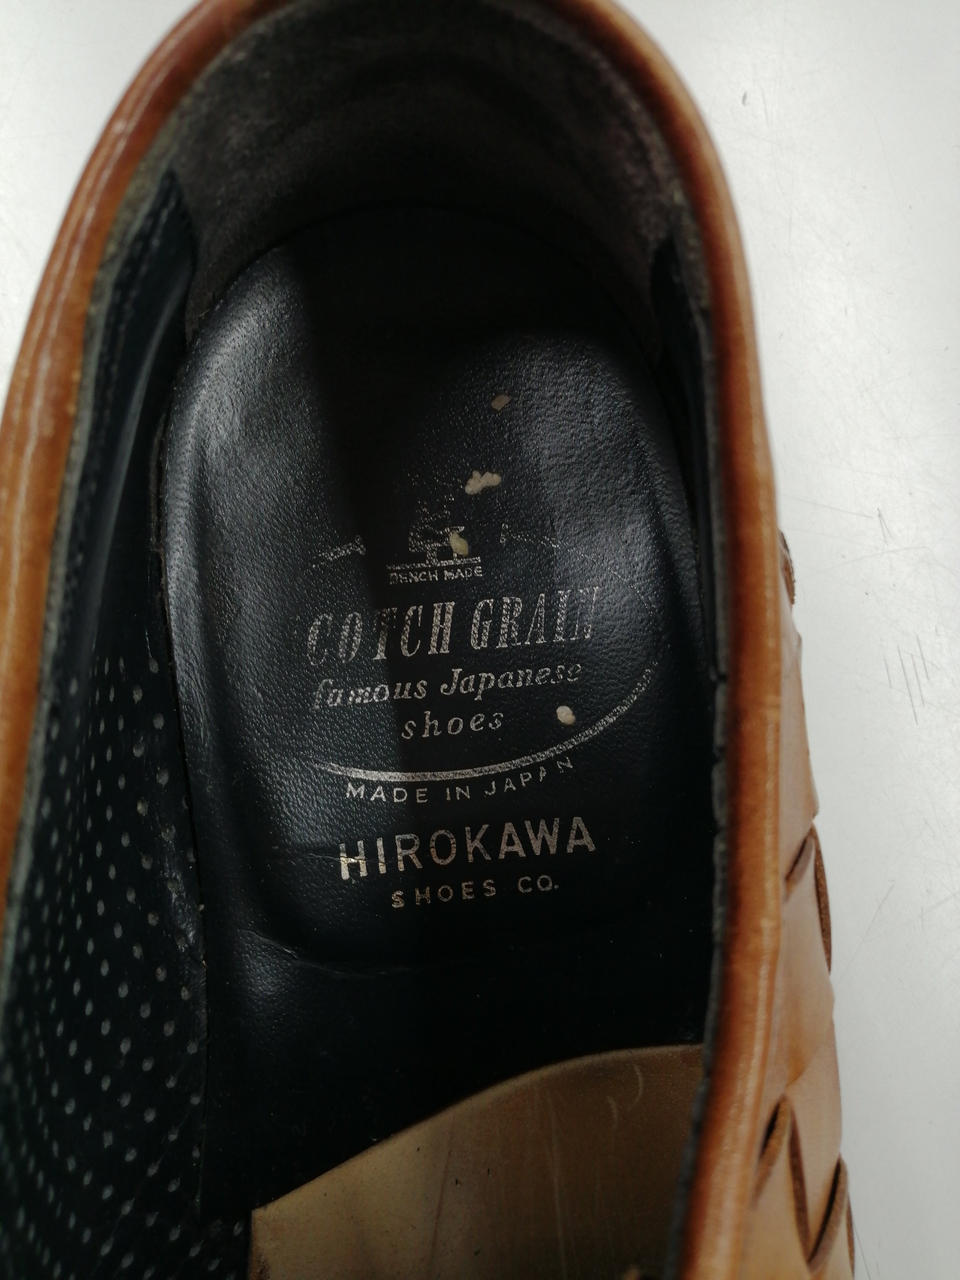 BENCH MADE
COTCH GRAIN
famous Japanese
shoes
MADE IN JAPAN
HIROKAWA
SHOES CO.